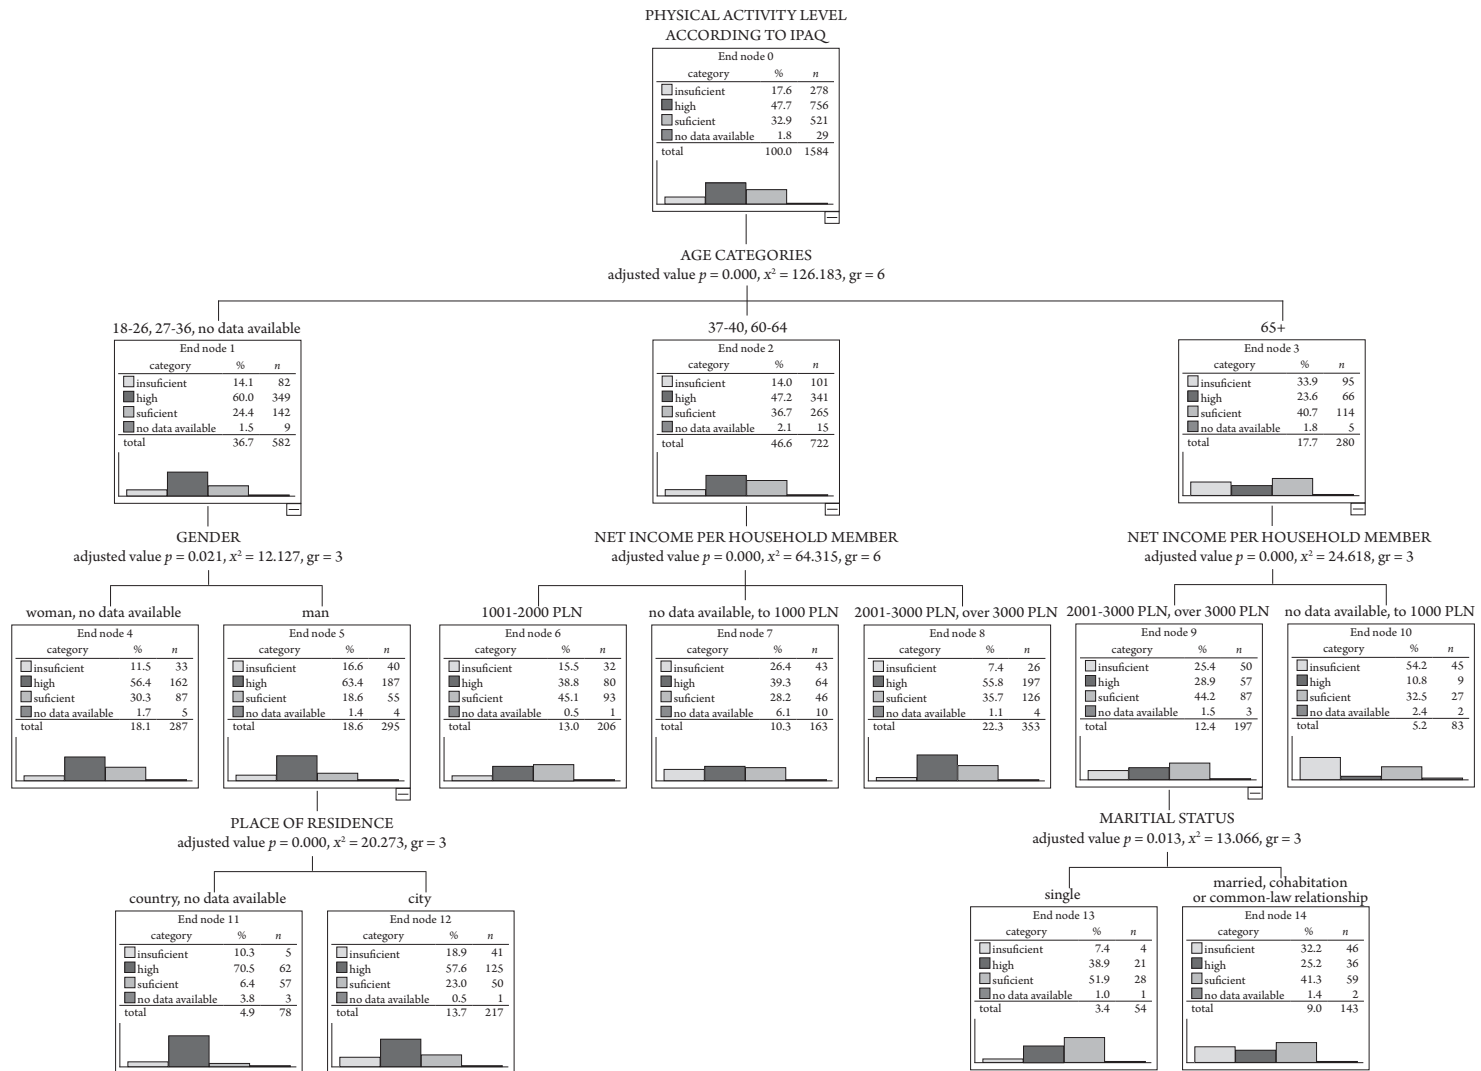 PHYSICAL ACTIVITY LEVEL
ACCORDING TO IPAQ
End node 0
category % n
insuficient 17.6 278
high 47.7 756
suficient 32.9 521
no data available 1.8 29
total 100.0 1584
AGE CATEGORIES
adjusted value p = 0.000, x² = 126.183, gr = 6
18-26, 27-36, no data available
End node 1
category % n
insuficient 14.1 82
high 60.0 349
suficient 24.4 142
no data available 1.5 9
total 36.7 582
37-40, 60-64
End node 2
category % n
insuficient 14.0 101
high 47.2 341
suficient 36.7 265
no data available 2.1 15
total 46.6 722
65+
End node 3
category % n
insuficient 33.9 95
high 23.6 66
suficient 40.7 114
no data available 1.8 5
total 17.7 280
GENDER
adjusted value p = 0.021, x² = 12.127, gr = 3
NET INCOME PER HOUSEHOLD MEMBER
adjusted value p = 0.000, x² = 64.315, gr = 6
NET INCOME PER HOUSEHOLD MEMBER
adjusted value p = 0.000, x² = 24.618, gr = 3
woman, no data available
End node 4
category % n
insuficient 11.5 33
high 56.4 162
suficient 30.3 87
no data available 1.7 5
total 18.1 287
man
End node 5
category % n
insuficient 16.6 40
high 63.4 187
suficient 18.6 55
no data available 1.4 4
total 18.6 295
1001-2000 PLN
End node 6
category % n
insuficient 15.5 32
high 38.8 80
suficient 45.1 93
no data available 0.5 1
total 13.0 206
no data available, to 1000 PLN
End node 7
category % n
insuficient 26.4 43
high 39.3 64
suficient 28.2 46
no data available 6.1 10
total 10.3 163
2001-3000 PLN, over 3000 PLN
End node 8
category % n
insuficient 7.4 26
high 55.8 197
suficient 35.7 126
no data available 1.1 4
total 22.3 353
2001-3000 PLN, over 3000 PLN
End node 9
category % n
insuficient 25.4 50
high 28.9 57
suficient 44.2 87
no data available 1.5 3
total 12.4 197
no data available, to 1000 PLN
End node 10
category % n
insuficient 54.2 45
high 10.8 9
suficient 32.5 27
no data available 2.4 2
total 5.2 83
PLACE OF RESIDENCE
adjusted value p = 0.000, x² = 20.273, gr = 3
MARITIAL STATUS
adjusted value p = 0.013, x² = 13.066, gr = 3
country, no data available
End node 11
category % n
insuficient 10.3 5
high 70.5 62
suficient 6.4 57
no data available 3.8 3
total 4.9 78
city
End node 12
category % n
insuficient 18.9 41
high 57.6 125
suficient 23.0 50
no data available 0.5 1
total 13.7 217
single
End node 13
category % n
insuficient 7.4 4
high 38.9 21
suficient 51.9 28
no data available 1.0 1
total 3.4 54
married, cohabitation
or common-law relationship
End node 14
category % n
insuficient 32.2 46
high 25.2 36
suficient 41.3 59
no data available 1.4 2
total 9.0 143